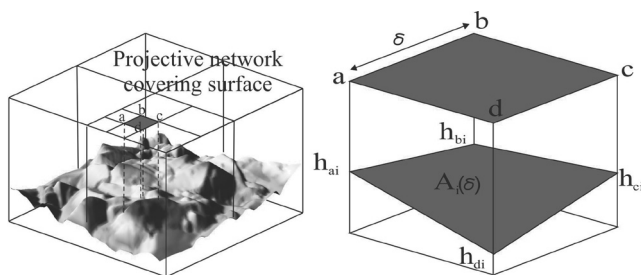 Projective network
covering surface
a
b
c
d
δ
a
b
c
d
h_ai
h_bi
h_ci
h_di
A_i(δ)